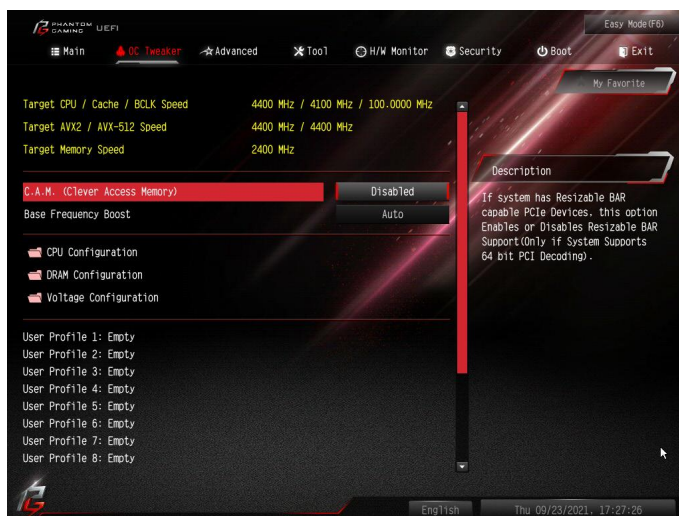 PHANTOM GAMING UEFI
Easy Mode(F6)
Main OC Tweaker Advanced Tool H/W Monitor Security Boot Exit
My Favorite
Target CPU / Cache / BCLK Speed 4400 MHz / 4100 MHz / 100.0000 MHz
Target AVX2 / AVX-512 Speed 4400 MHz / 4400 MHz
Target Memory Speed 2400 MHz
C.A.M. (Clever Access Memory) Disabled
Base Frequency Boost Auto
CPU Configuration
DRAM Configuration
Voltage Configuration
User Profile 1: Empty
User Profile 2: Empty
User Profile 3: Empty
User Profile 4: Empty
User Profile 5: Empty
User Profile 6: Empty
User Profile 7: Empty
User Profile 8: Empty
Description
If system has Resizable BAR
capable PCIe Devices, this option
Enables or Disables Resizable BAR
Support(Only if System Supports
64 bit PCI Decoding).
English
Thu 09/23/2021, 17:27:26